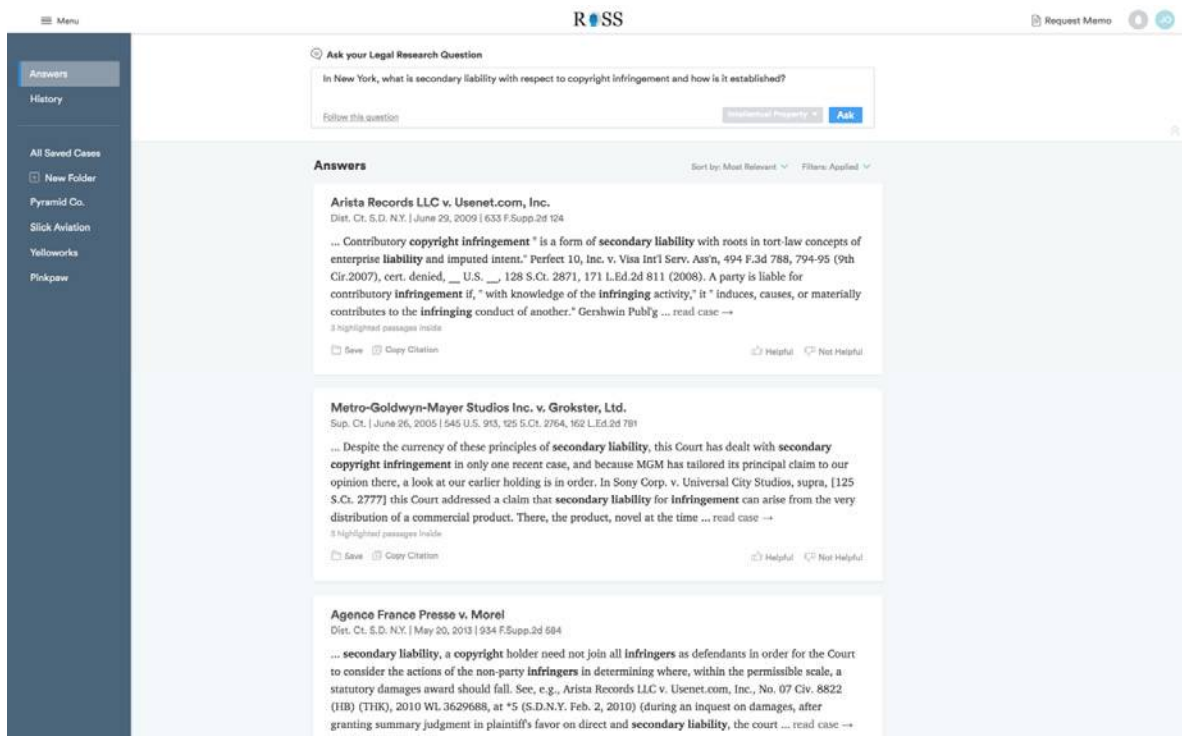 Menu
ROSS
Request Memo
JO
Answers
History
All Saved Cases
New Folder
Pyramid Co.
Slick Aviation
Yelloworks
Pinkpaw
Ask your Legal Research Question
In New York, what is secondary liability with respect to copyright infringement and how is it established?
Follow this question
Intellectual Property
Ask
Answers
Sort by: Most Relevant
Filters: Applied
Arista Records LLC v. Usenet.com, Inc.
Dist. Ct. S.D. N.Y. | June 29, 2009 | 633 F.Supp.2d 124
... Contributory copyright infringement " is a form of secondary liability with roots in tort-law concepts of
enterprise liability and imputed intent." Perfect 10, Inc. v. Visa Int'l Serv. Ass'n, 494 F.3d 788, 794-95 (9th
Cir.2007), cert. denied, __ U.S. __, 128 S.Ct. 2871, 171 L.Ed.2d 811 (2008). A party is liable for
contributory infringement if, " with knowledge of the infringing activity," it " induces, causes, or materially
contributes to the infringing conduct of another." Gershwin Publ'g ... read case →
3 highlighted passages inside
Save
Copy Citation
Helpful
Not Helpful
Metro-Goldwyn-Mayer Studios Inc. v. Grokster, Ltd.
Sup. Ct. | June 26, 2005 | 545 U.S. 913, 125 S.Ct. 2764, 162 L.Ed.2d 781
... Despite the currency of these principles of secondary liability, this Court has dealt with secondary
copyright infringement in only one recent case, and because MGM has tailored its principal claim to our
opinion there, a look at our earlier holding is in order. In Sony Corp. v. Universal City Studios, supra, [125
S.Ct. 2777] this Court addressed a claim that secondary liability for infringement can arise from the very
distribution of a commercial product. There, the product, novel at the time ... read case →
highlighted passages inside
Save
Copy Citation
Helpful
Not Helpful
Agence France Presse v. Morel
Dist. Ct. S.D. N.Y. | May 20, 2013 | 934 F.Supp.2d 584
... secondary liability, a copyright holder need not join all infringers as defendants in order for the Court
to consider the actions of the non-party infringers in determining where, within the permissible scale, a
statutory damages award should fall. See, e.g., Arista Records LLC v. Usenet.com, Inc., No. 07 Civ. 8822
(HB) (THK), 2010 WL 3629688, at *5 (S.D.N.Y. Feb. 2, 2010) (during an inquest on damages, after
granting summary judgment in plaintiff's favor on direct and secondary liability, the court ... read case →